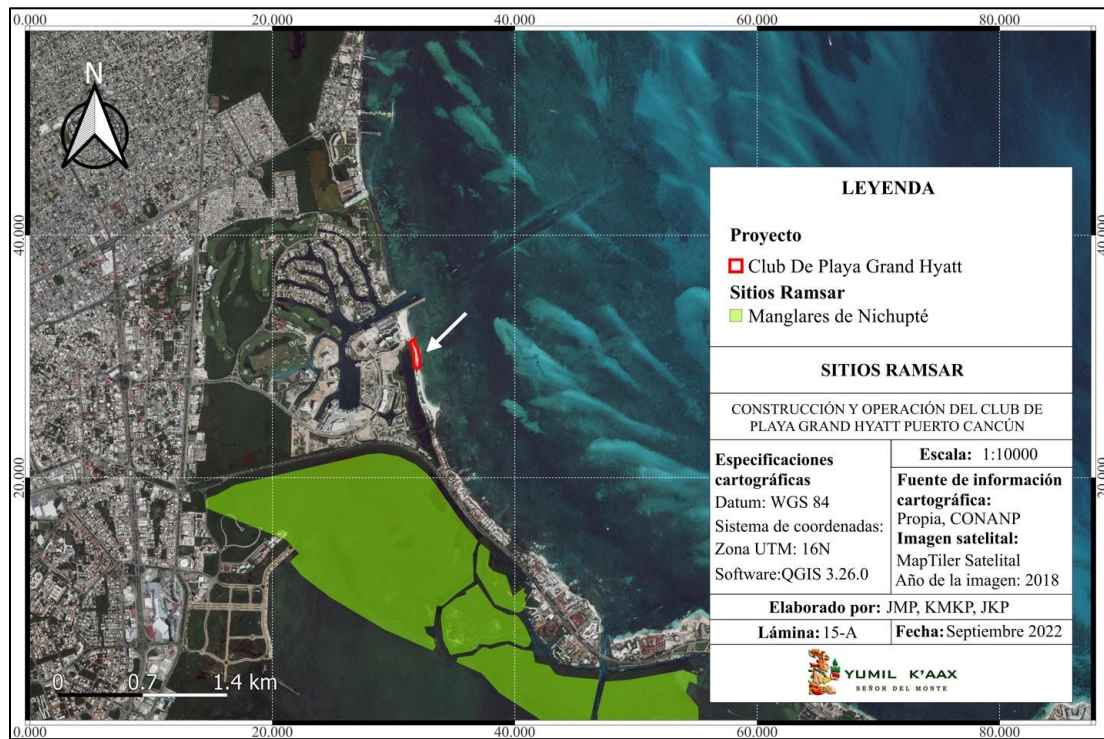 0.000 20.000 40.000 60.000 80.000
N
40.000 40.000
20.000 20.000
LEYENDA
Proyecto
Club De Playa Grand Hyatt
Sitios Ramsar
Manglares de Nichupté
SITIOS RAMSAR
CONSTRUCCIÓN Y OPERACIÓN DEL CLUB DE
PLAYA GRAND HYATT PUERTO CANCÚN
Especificaciones
cartográficas
Datum: WGS 84
Sistema de coordenadas:
Zona UTM: 16N
Software:QGIS 3.26.0
Escala: 1:10000
Fuente de información
cartográfica:
Propia, CONANP
Imagen satelital:
MapTiler Satelital
Año de la imagen: 2018
Elaborado por: JMP, KMKP, JKP
Lámina: 15-A
Fecha: Septiembre 2022
YUMIL K'AAX
SEÑOR DEL MONTE
0 0.7 1.4 km
0.000 20.000 40.000 60.000 80.000